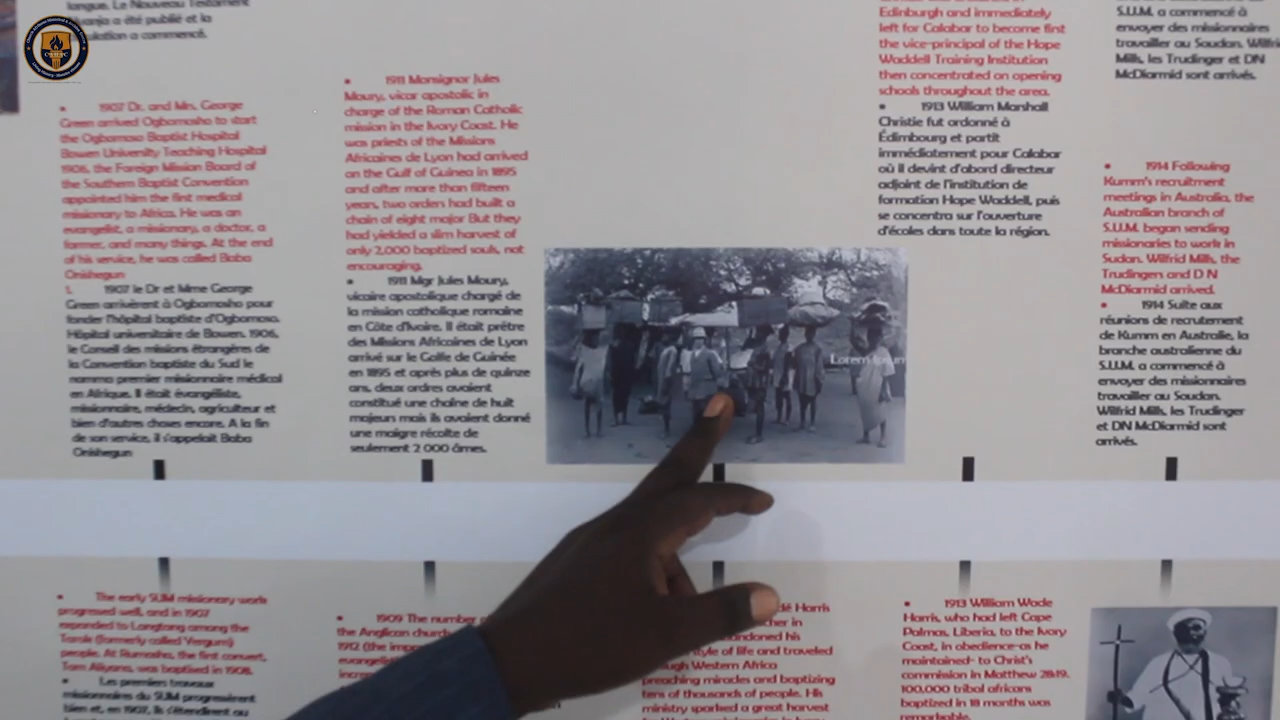 langue. Le Nouveau Testament
a été publié et la
a commencé.
1907 Dr. and Mrs. George
Green arrived Ogbomosho to start
the Ogbomoso Baptist Hospital
Bowen University Teaching Hospital
1906, the Foreign Mission Board of
the Southern Baptist Convention
appointed him the first medical
missionary to Africa. He was an
evangelist, a missionary, a doctor, a
farmer, and many things. At the end
of his service, he was called Baba
Onishegun
1. 1907 le Dr et Mme George
Green arrivèrent à Ogbomosho pour
fonder l'hôpital baptiste d'Ogbomoso.
Hôpital universitaire de Bowen. 1906,
le Conseil des missions étrangères de
la Convention baptiste du Sud le
nomma premier missionnaire médical
en Afrique. Il était évangéliste,
missionnaire, médecin, agriculteur et
bien d'autres choses encore. A la fin
de son service, il s'appelait Baba
Onishegun
• 1911 Monsignor Jules
Moury, vicar apostolic in
charge of the Roman Catholic
mission in the Ivory Coast. He
was priests of the Missions
Africaines de Lyon had arrived
on the Gulf of Guinea in 1895
and after more than fifteen
years, two orders had built a
chain of eight major But they
had yielded a slim harvest of
only 2,000 baptized souls, not
encouraging.
• 1911 Mgr Jules Moury,
vicaire apostolique chargé de
la mission catholique romaine
en Côte d'Ivoire. Il était prêtre
des Missions Africaines de Lyon
arrivé sur le Golfe de Guinée
en 1895 et après plus de quinze
ans, deux ordres avaient
constitué une chaîne de huit
majeurs mais ils avaient donné
une maigre récolte de
seulement 2 000 âmes.
Lorem Ipsum
Edinburgh and immediately
left for Calabar to become first
the vice-principal of the Hope
Waddell Training Institution
then concentrated on opening
schools throughout the area.
• 1913 William Marshall
Christie fut ordonné à
Édimbourg et partit
immédiatement pour Calabar
où il devint d'abord directeur
adjoint de l'institution de
formation Hope Waddell, puis
se concentra sur l'ouverture
d'écoles dans toute la région.
S.U.M. a commencé à
envoyer des missionnaires
travailler au Soudan. Wilfrid
Mills, les Trudinger et DN
McDiarmid sont arrivés.
• 1914 Following
Kumm's recruitment
meetings in Australia, the
Australian branch of
S.U.M. began sending
missionaries to work in
Sudan. Wilfrid Mills, the
Trudingers and D N
McDiarmid arrived.
• 1914 Suite aux
réunions de recrutement
de Kumm en Australie, la
branche australienne du
S.U.M. a commencé à
envoyer des missionnaires
travailler au Soudan.
Wilfrid Mills, les Trudinger
et DN McDiarmid sont
arrivés.
• The early SUM missionary work
progressed well, and in 1907
expanded to Langtang among the
Tarok (formerly called Yergum)
people. At Rumasha, the first convert,
Tom Aliyana, was baptised in 1908.
• Les premiers travaux
missionnaires du SUM progressèrent
bien et, en 1907, ils s'étendirent au
• 1909 The number
the Anglican church
1912 (the
Harris
his
style of life and traveled
Western Africa
preaching miracles and baptizing
tens of thousands of people. His
ministry sparked a great harvest
• 1913 William Wade
Harris, who had left Cape
Palmas, Liberia, to the Ivory
Coast, in obedience-as he
maintained- to Christ's
commission in Matthew 28:19.
100,000 tribal africans
baptized in 18 months was
remarkable.